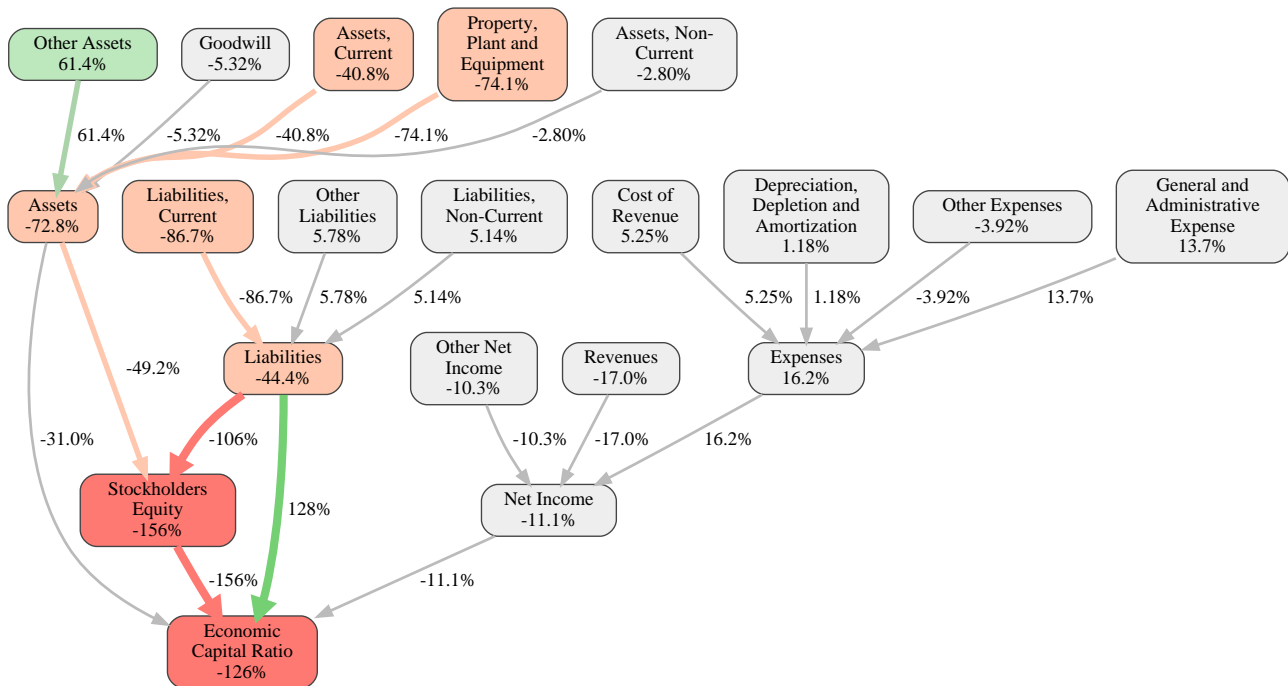 Other Assets
61.4%
Goodwill
-5.32%
Assets,
Current
-40.8%
Property,
Plant and
Equipment
-74.1%
Assets, Non-
Current
-2.80%
61.4%
-5.32%
-40.8%
-74.1%
-2.80%
Assets
-72.8%
Liabilities,
Current
-86.7%
Other
Liabilities
5.78%
Liabilities,
Non-Current
5.14%
Cost of
Revenue
5.25%
Depreciation,
Depletion and
Amortization
1.18%
Other Expenses
-3.92%
General and
Administrative
Expense
13.7%
-86.7%
5.78%
5.14%
5.25%
1.18%
-3.92%
13.7%
-49.2%
Liabilities
-44.4%
Other Net
Income
-10.3%
Revenues
-17.0%
Expenses
16.2%
-31.0%
-106%
-10.3%
-17.0%
16.2%
Stockholders
Equity
-156%
128%
Net Income
-11.1%
-156%
-11.1%
Economic
Capital Ratio
-126%